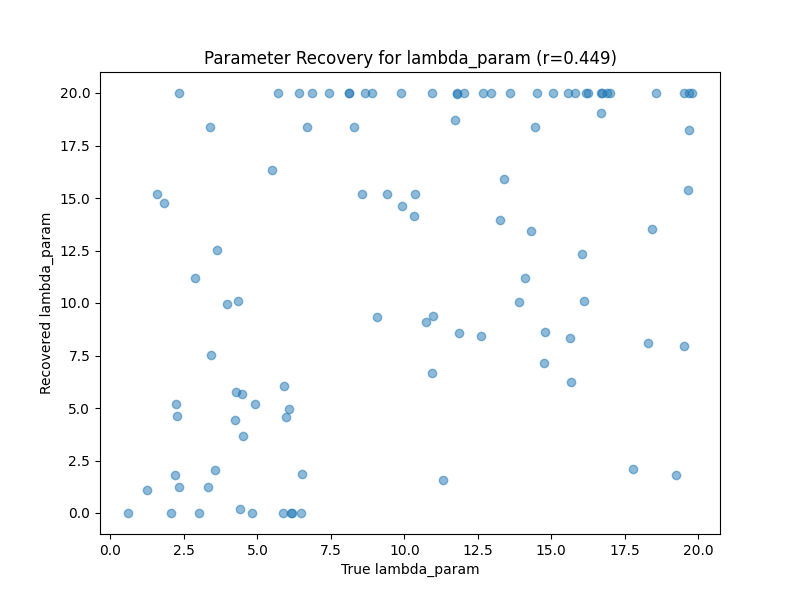 Parameter Recovery for lambda_param (r=0.449)
Recovered lambda_param
20.0
17.5
15.0
12.5
10.0
7.5
5.0
2.5
0.0
0.0 2.5 5.0 7.5 10.0 12.5 15.0 17.5 20.0
True lambda_param